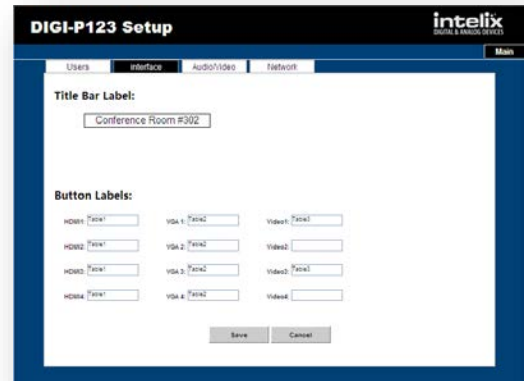 DIGI-P123 Setup
intelix
DIGITAL & ANALOG DEVICES
Main
Users Interface Audio/Video Network
Title Bar Label:
Conference Room #302
Button Labels:
HDMI1: Table1 VGA 1: Table2 Video1: Table3
HDMI2: Table1 VGA 2: Table2 Video2:
HDMI3: Table1 VGA 3: Table2 Video3: Table3
HDMI4: Table1 VGA 4: Table2 Video4:
Save Cancel